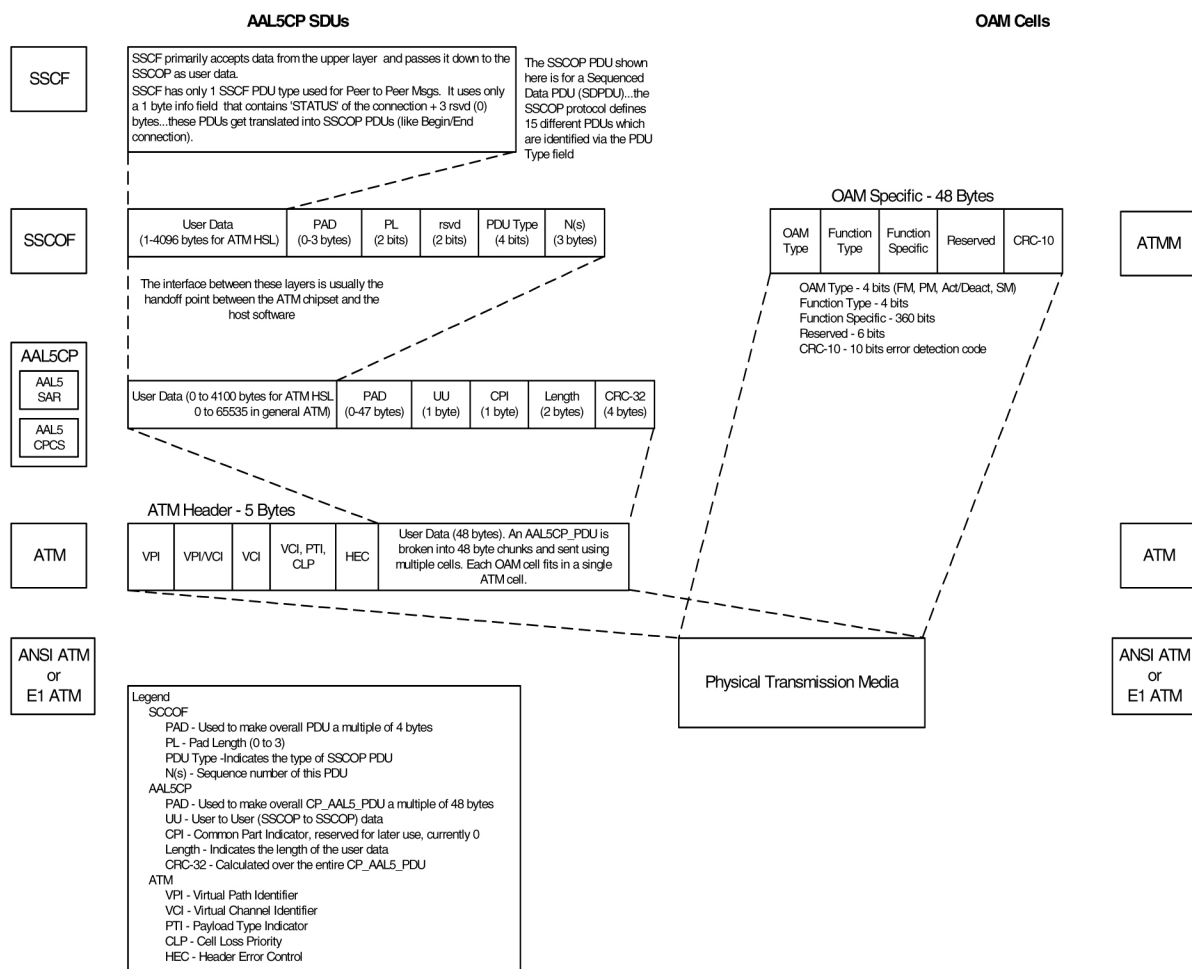 AAL5CP SDUs
OAM Cells
SSCF
SSCF primarily accepts data from the upper layer and passes it down to the
SSCOP as user data.
SSCF has only 1 SSCF PDU type used for Peer to Peer Msgs. It uses only
a 1 byte info field that contains 'STATUS' of the connection + 3 rsvd (0)
bytes...these PDUs get translated into SSCOP PDUs (like Begin/End
connection).
The SSCOP PDU shown
here is for a Sequenced
Data PDU (SDPDU)...the
SSCOP protocol defines
15 different PDUs which
are identified via the PDU
Type field
SSCOF
User Data
(1-4096 bytes for ATM HSL)
PAD
(0-3 bytes)
PL
(2 bits)
rsvd
(2 bits)
PDU Type
(4 bits)
N(s)
(3 bytes)
OAM Specific - 48 Bytes
OAM
Type
Function
Type
Function
Specific
Reserved
CRC-10
ATMM
The interface between these layers is usually the
handoff point between the ATM chipset and the
host software
OAM Type - 4 bits (FM, PM, Act/Deact, SM)
Function Type - 4 bits
Function Specific - 360 bits
Reserved - 6 bits
CRC-10 - 10 bits error detection code
AAL5CP
AAL5
SAR
AAL5
CPCS
User Data (0 to 4100 bytes for ATM HSL
0 to 65535 in general ATM)
PAD
(0-47 bytes)
UU
(1 byte)
CPI
(1 byte)
Length
(2 bytes)
CRC-32
(4 bytes)
ATM Header - 5 Bytes
ATM
VPI
VPI/VCI
VCI
VCI, PTI,
CLP
HEC
User Data (48 bytes). An AAL5CP_PDU is
broken into 48 byte chunks and sent using
multiple cells. Each OAM cell fits in a single
ATM cell.
ATM
ANSI ATM
or
E1 ATM
Physical Transmission Media
ANSI ATM
or
E1 ATM
Legend
SCCOF
PAD - Used to make overall PDU a multiple of 4 bytes
PL - Pad Length (0 to 3)
PDU Type -Indicates the type of SSCOP PDU
N(s) - Sequence number of this PDU
AAL5CP
PAD - Used to make overall CP_AAL5_PDU a multiple of 48 bytes
UU - User to User (SSCOP to SSCOP) data
CPI - Common Part Indicator, reserved for later use, currently 0
Length - Indicates the length of the user data
CRC-32 - Calculated over the entire CP_AAL5_PDU
ATM
VPI - Virtual Path Identifier
VCI - Virtual Channel Identifier
PTI - Payload Type Indicator
CLP - Cell Loss Priority
HEC - Header Error Control